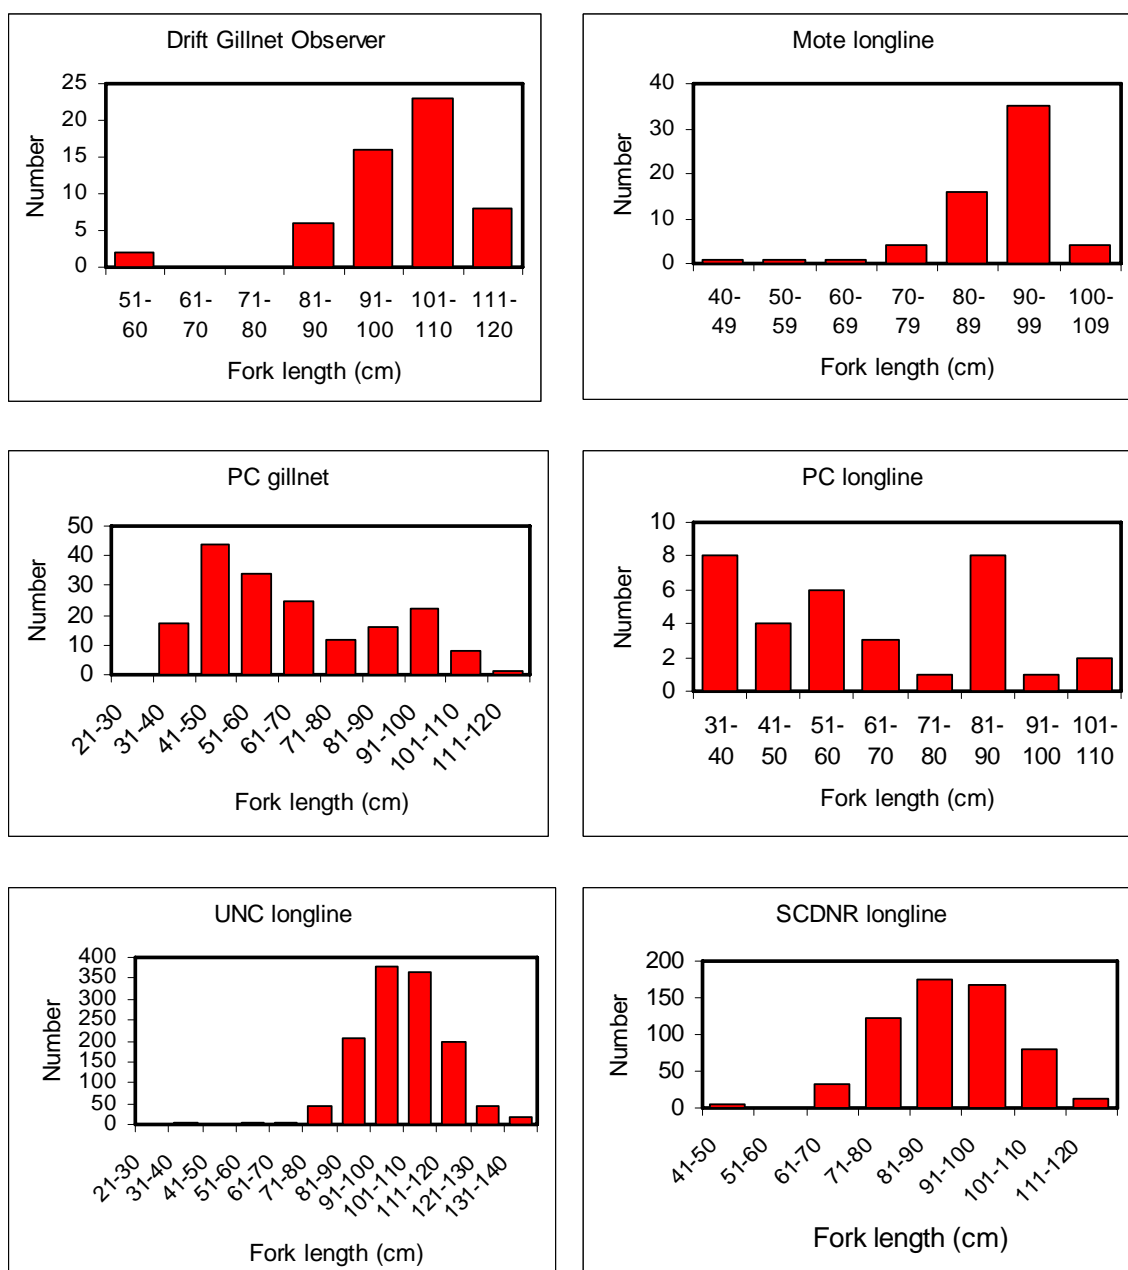 Drift Gillnet Observer
25
20
15
10
5
0
Number
51-60 61-70 71-80 81-90 91-100 101-110 111-120
Fork length (cm)
Mote longline
40
30
20
10
0
Number
40-49 50-59 60-69 70-79 80-89 90-99 100-109
Fork length (cm)
PC gillnet
50
40
30
20
10
0
Number
21-30 31-40 41-50 51-60 61-70 71-80 81-90 91-100 101-110 111-120
Fork length (cm)
PC longline
10
8
6
4
2
0
Number
31-40 41-50 51-60 61-70 71-80 81-90 91-100 101-110
Fork length (cm)
UNC longline
400
350
300
250
200
150
100
50
0
Number
21-30 31-40 41-50 51-60 61-70 71-80 81-90 91-100 101-110 111-120 121-130 131-140
Fork length (cm)
SCDNR longline
200
150
100
50
0
Number
41-50 51-60 61-70 71-80 81-90 91-100 101-110 111-120
Fork length (cm)